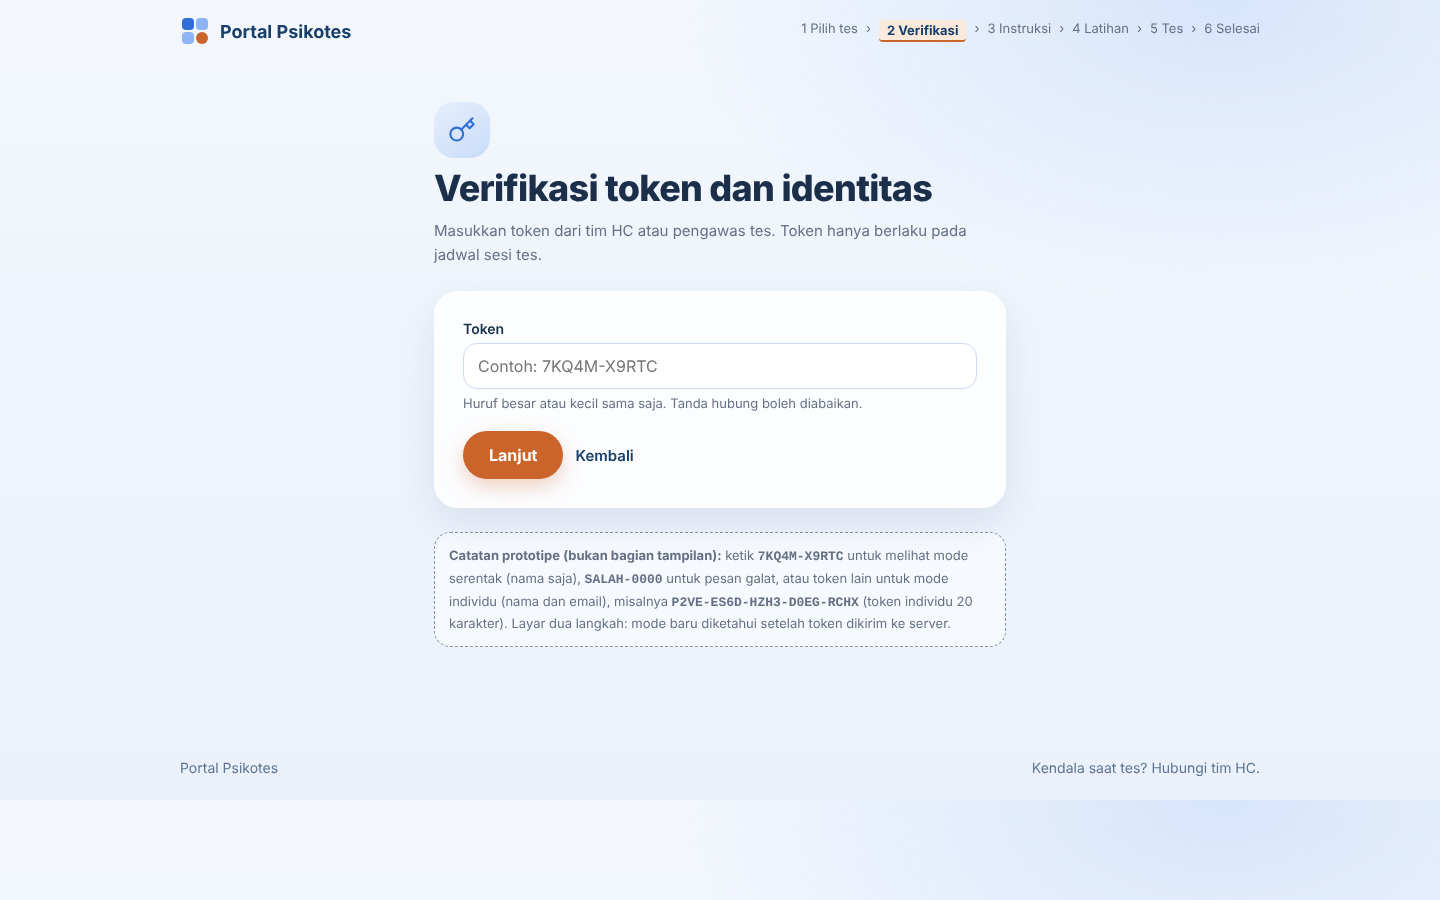 Portal Psikotes
1 Pilih tes › 2 Verifikasi › 3 Instruksi › 4 Latihan › 5 Tes › 6 Selesai
Verifikasi token dan identitas
Masukkan token dari tim HC atau pengawas tes. Token hanya berlaku pada
jadwal sesi tes.
Token
Contoh: 7KQ4M-X9RTC
Huruf besar atau kecil sama saja. Tanda hubung boleh diabaikan.
Lanjut
Kembali
Catatan prototipe (bukan bagian tampilan): ketik 7KQ4M-X9RTC untuk melihat mode
serentak (nama saja), SALAH-0000 untuk pesan galat, atau token lain untuk mode
individu (nama dan email), misalnya P2VE-ES6D-HZH3-D0EG-RCHX (token individu 20
karakter). Layar dua langkah: mode baru diketahui setelah token dikirim ke server.
Portal Psikotes
Kendala saat tes? Hubungi tim HC.